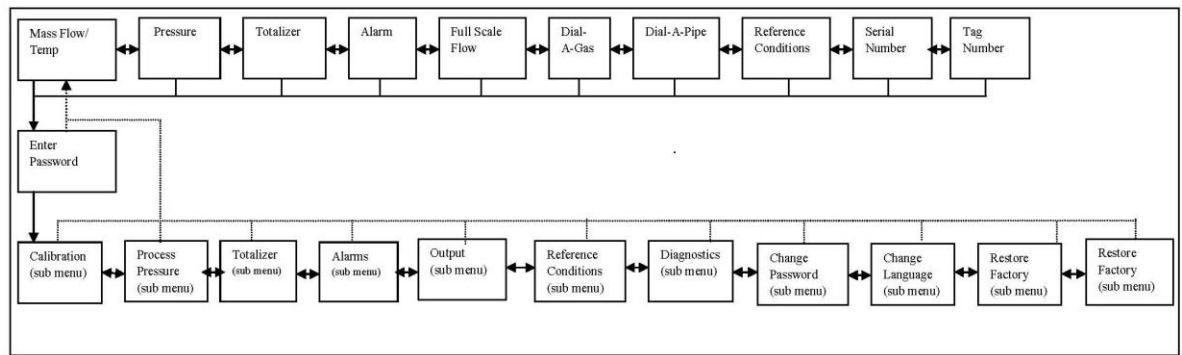 Mass Flow/
Temp
Pressure
Totalizer
Alarm
Full Scale
Flow
Dial-
A-Gas
Dial-A-Pipe
Reference
Conditions
Serial
Number
Tag
Number
Enter
Password
Calibration
(sub menu)
Process
Pressure
(sub menu)
Totalizer
(sub menu)
Alarms
(sub menu)
Output
(sub menu)
Reference
Conditions
(sub menu)
Diagnostics
(sub menu)
Change
Password
(sub menu)
Change
Language
(sub menu)
Restore
Factory
(sub menu)
Restore
Factory
(sub menu)